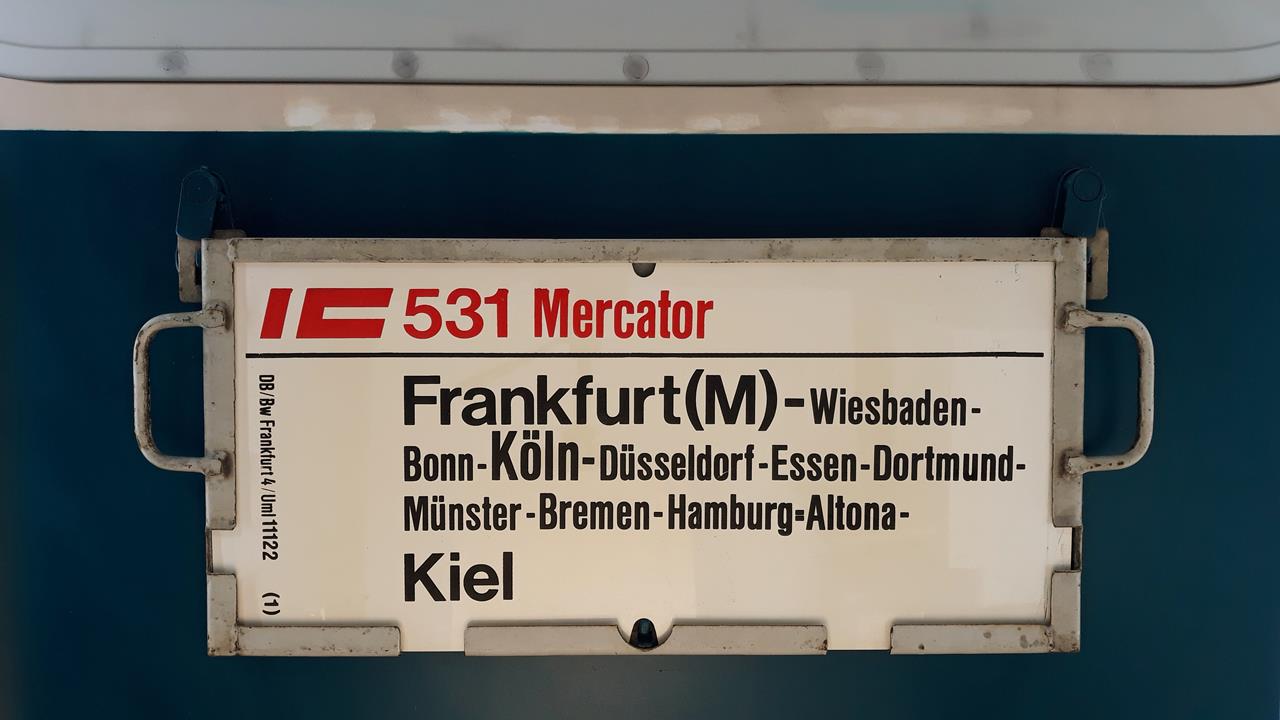 IC 531 Mercator
Frankfurt(M)-Wiesbaden-
Bonn-Köln-Düsseldorf-Essen-Dortmund-
Münster-Bremen-Hamburg=Altona-
Kiel
DB/Bw Frankfurt 4/Uml 11122 (1)